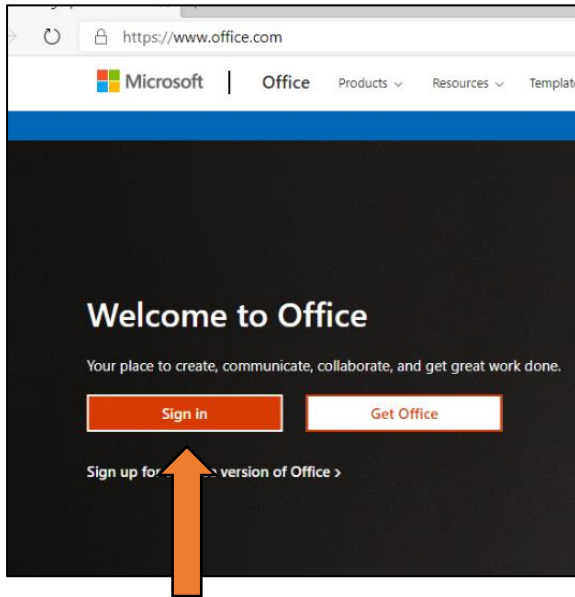 https://www.office.com
Microsoft | Office Products Resources
Welcome to Office
Your place to create, communicate, collaborate, and get great work done.
Sign in Get Office
Sign up for version of Office >